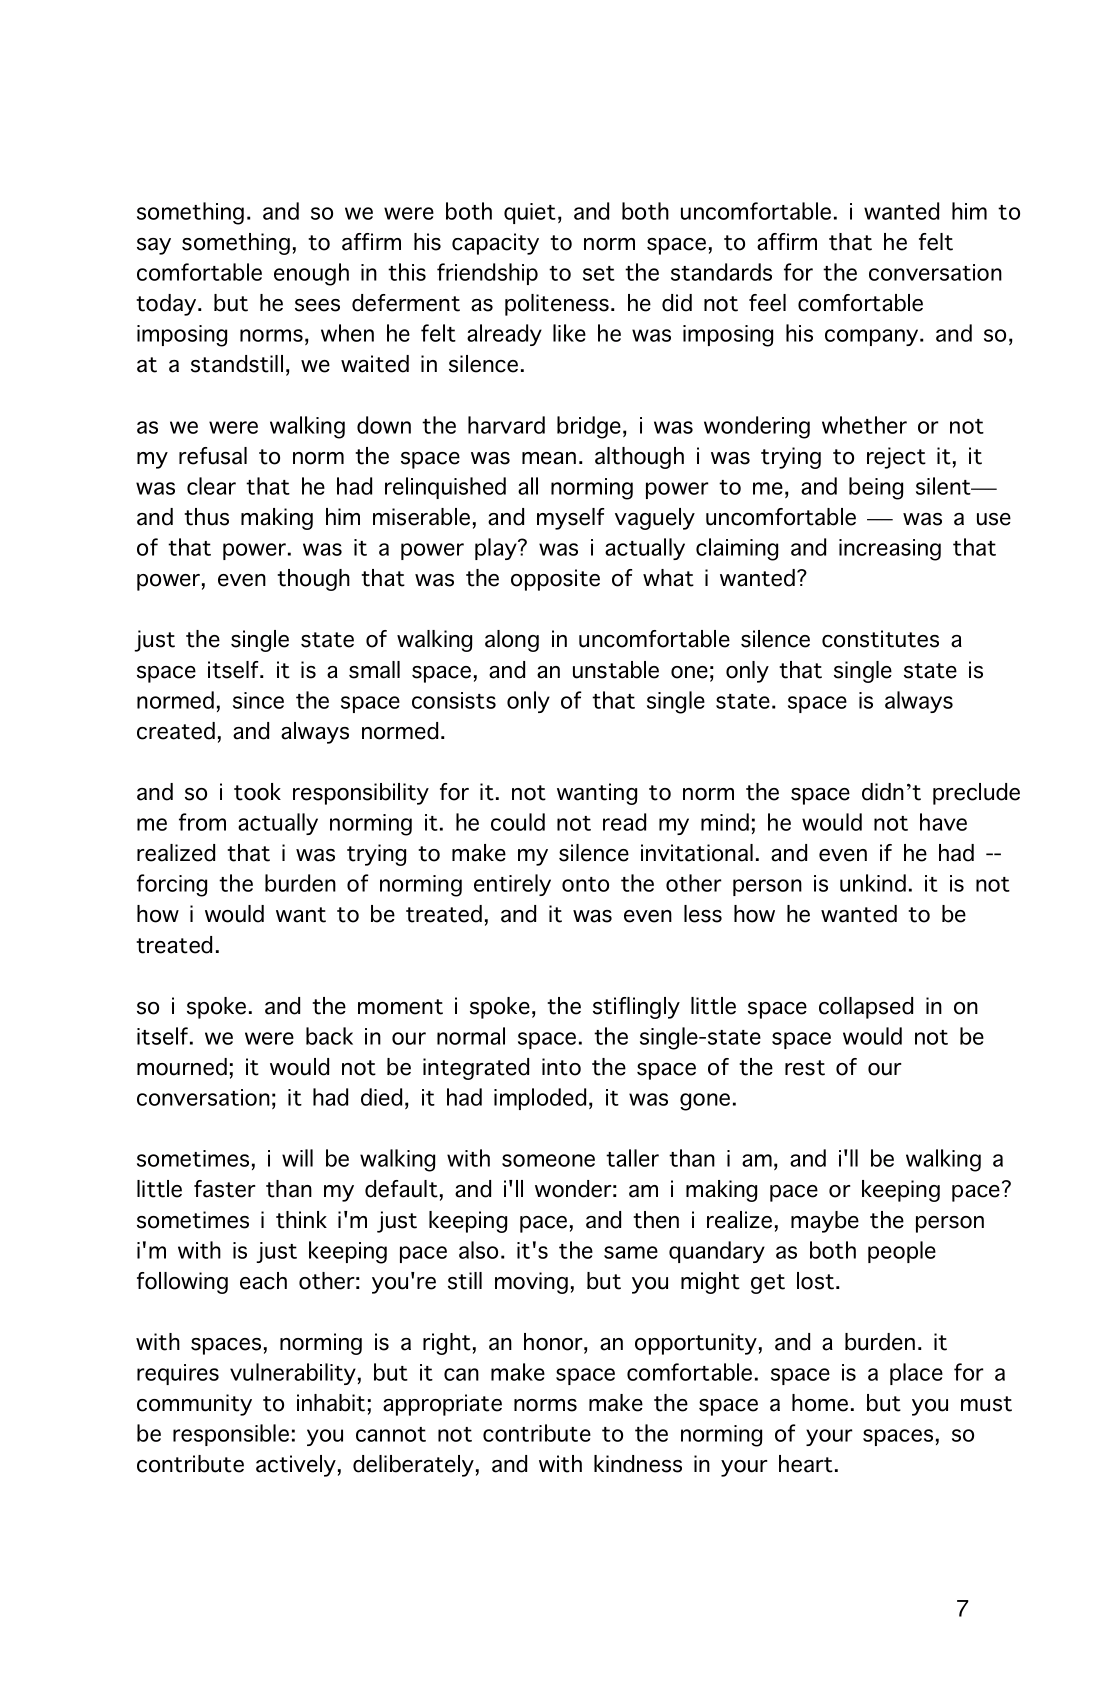 something. and so we were both quiet, and both uncomfortable. i wanted him to
say something, to affirm his capacity to norm space, to affirm that he felt
comfortable enough in this friendship to set the standards for the conversation
today. but he sees deferment as politeness. he did not feel comfortable
imposing norms, when he felt already like he was imposing his company. and so,
at a standstill, we waited in silence.
as we were walking down the harvard bridge, i was wondering whether or not
my refusal to norm the space was mean. although i was trying to reject it, it
was clear that he had relinquished all norming power to me, and being silent—
and thus making him miserable, and myself vaguely uncomfortable — was a use
of that power. was it a power play? was i actually claiming and increasing that
power, even though that was the opposite of what i wanted?
just the single state of walking along in uncomfortable silence constitutes a
space itself. it is a small space, and an unstable one; only that single state is
normed, since the space consists only of that single state. space is always
created, and always normed.
and so i took responsibility for it. not wanting to norm the space didn’t preclude
me from actually norming it. he could not read my mind; he would not have
realized that i was trying to make my silence invitational. and even if he had --
forcing the burden of norming entirely onto the other person is unkind. it is not
how i would want to be treated, and it was even less how he wanted to be
treated.
so i spoke. and the moment i spoke, the stiflingly little space collapsed in on
itself. we were back in our normal space. the single-state space would not be
mourned; it would not be integrated into the space of the rest of our
conversation; it had died, it had imploded, it was gone.
sometimes, i will be walking with someone taller than i am, and i'll be walking a
little faster than my default, and i'll wonder: am i making pace or keeping pace?
sometimes i think i'm just keeping pace, and then i realize, maybe the person
i'm with is just keeping pace also. it's the same quandary as both people
following each other: you're still moving, but you might get lost.
with spaces, norming is a right, an honor, an opportunity, and a burden. it
requires vulnerability, but it can make space comfortable. space is a place for a
community to inhabit; appropriate norms make the space a home. but you must
be responsible: you cannot not contribute to the norming of your spaces, so
contribute actively, deliberately, and with kindness in your heart.
7